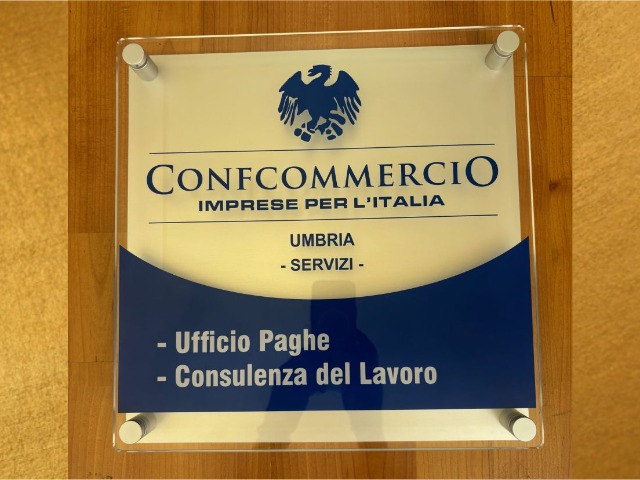 CONFCOMMERCIO
IMPRESE PER L'ITALIA
UMBRIA
- SERVIZI -
- Ufficio Paghe
- Consulenza del Lavoro